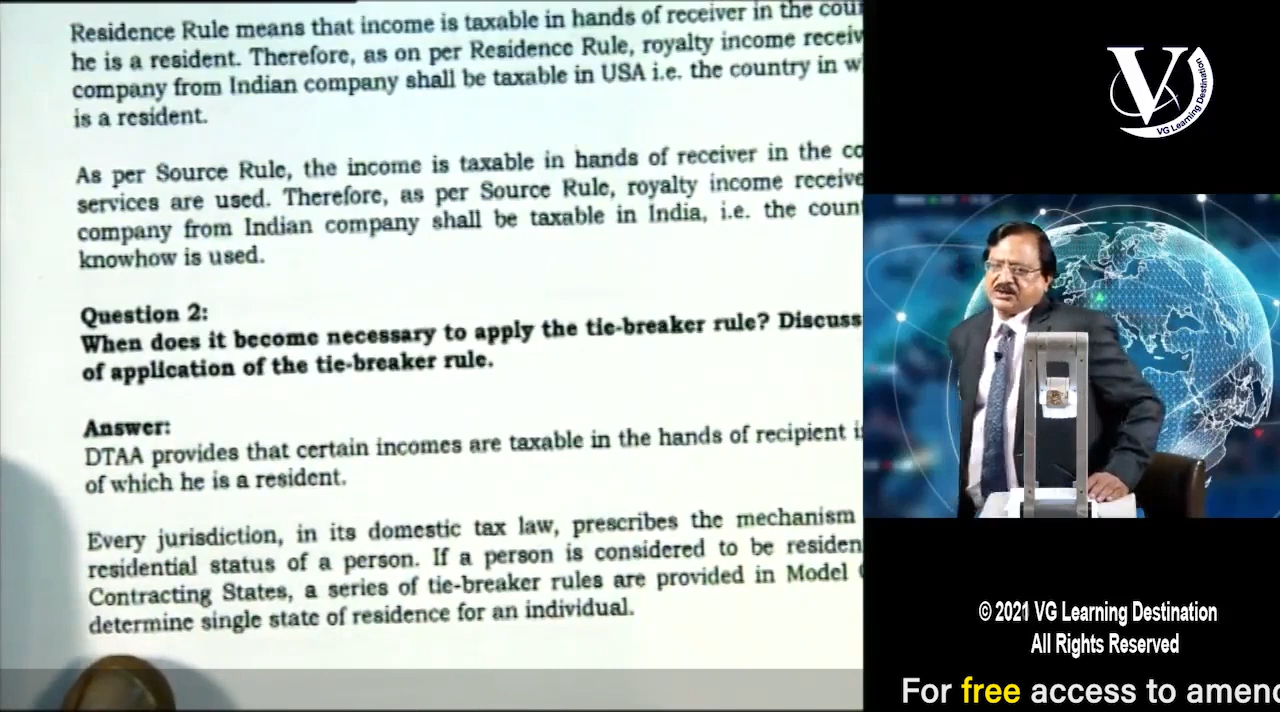 Residence Rule means that income is taxable in hands of receiver in the
he is a resident. Therefore, as on per Residence Rule, royalty income
company from Indian company shall be taxable in USA i.e. the country in
is a resident.
As per Source Rule, the income is taxable in hands of receiver in the
services are used. Therefore, as per Source Rule, royalty income
company from Indian company shall be taxable in India, i.e. the
knowhow is used.
Question 2:
When does it become necessary to apply the tie-breaker rule? Discuss
of application of the tie-breaker rule.
Answer:
DTAA provides that certain incomes are taxable in the hands of recipient
of which he is a resident.
Every jurisdiction, in its domestic tax law, prescribes the mechanism
residential status of a person. If a person is considered to be
Contracting States, a series of tie-breaker rules are provided in Model
determine single state of residence for an individual.
V
VG Learning Destination
© 2021 VG Learning Destination
All Rights Reserved
For free access to